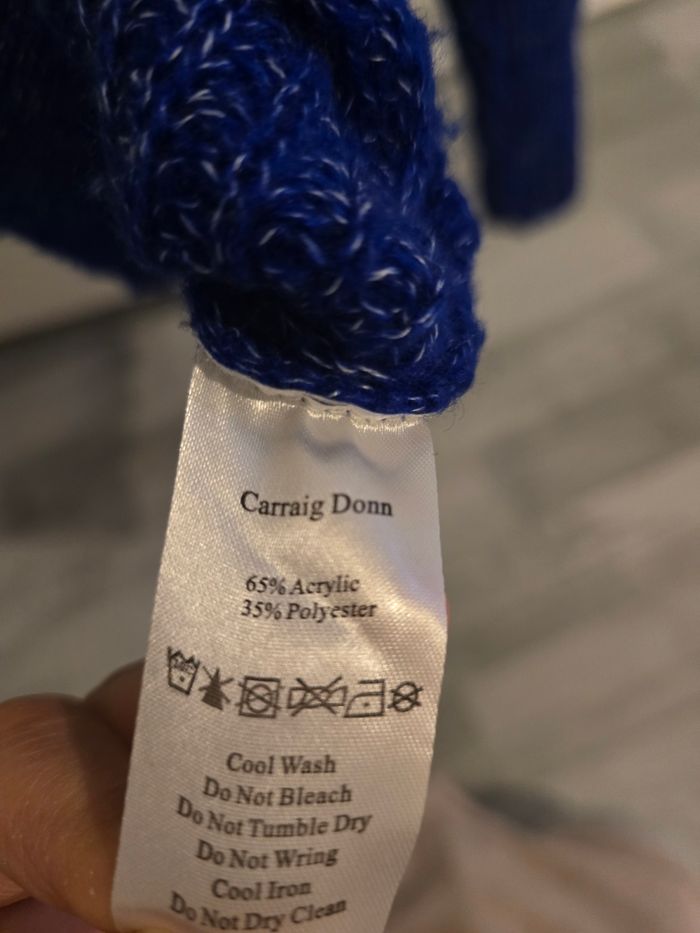 Carraig Donn
65% Acrylic
35% Polyester
Cool Wash
Do Not Bleach
Do Not Tumble Dry
Do Not Wring
Cool Iron
Do Not Dry Clean